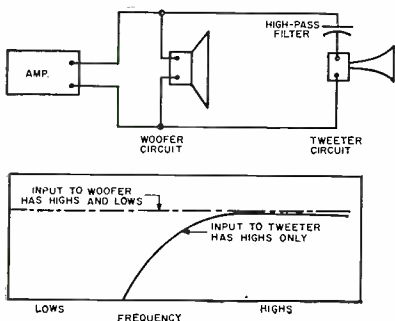 HIGH-PASS
FILTER
AMP.
WOOFER
CIRCUIT
TWEETER
CIRCUIT
INPUT TO WOOFER
HAS HIGHS AND LOWS
INPUT TO TWEETER
HAS HIGHS ONLY
LOWS
FREQUENCY
HIGHS